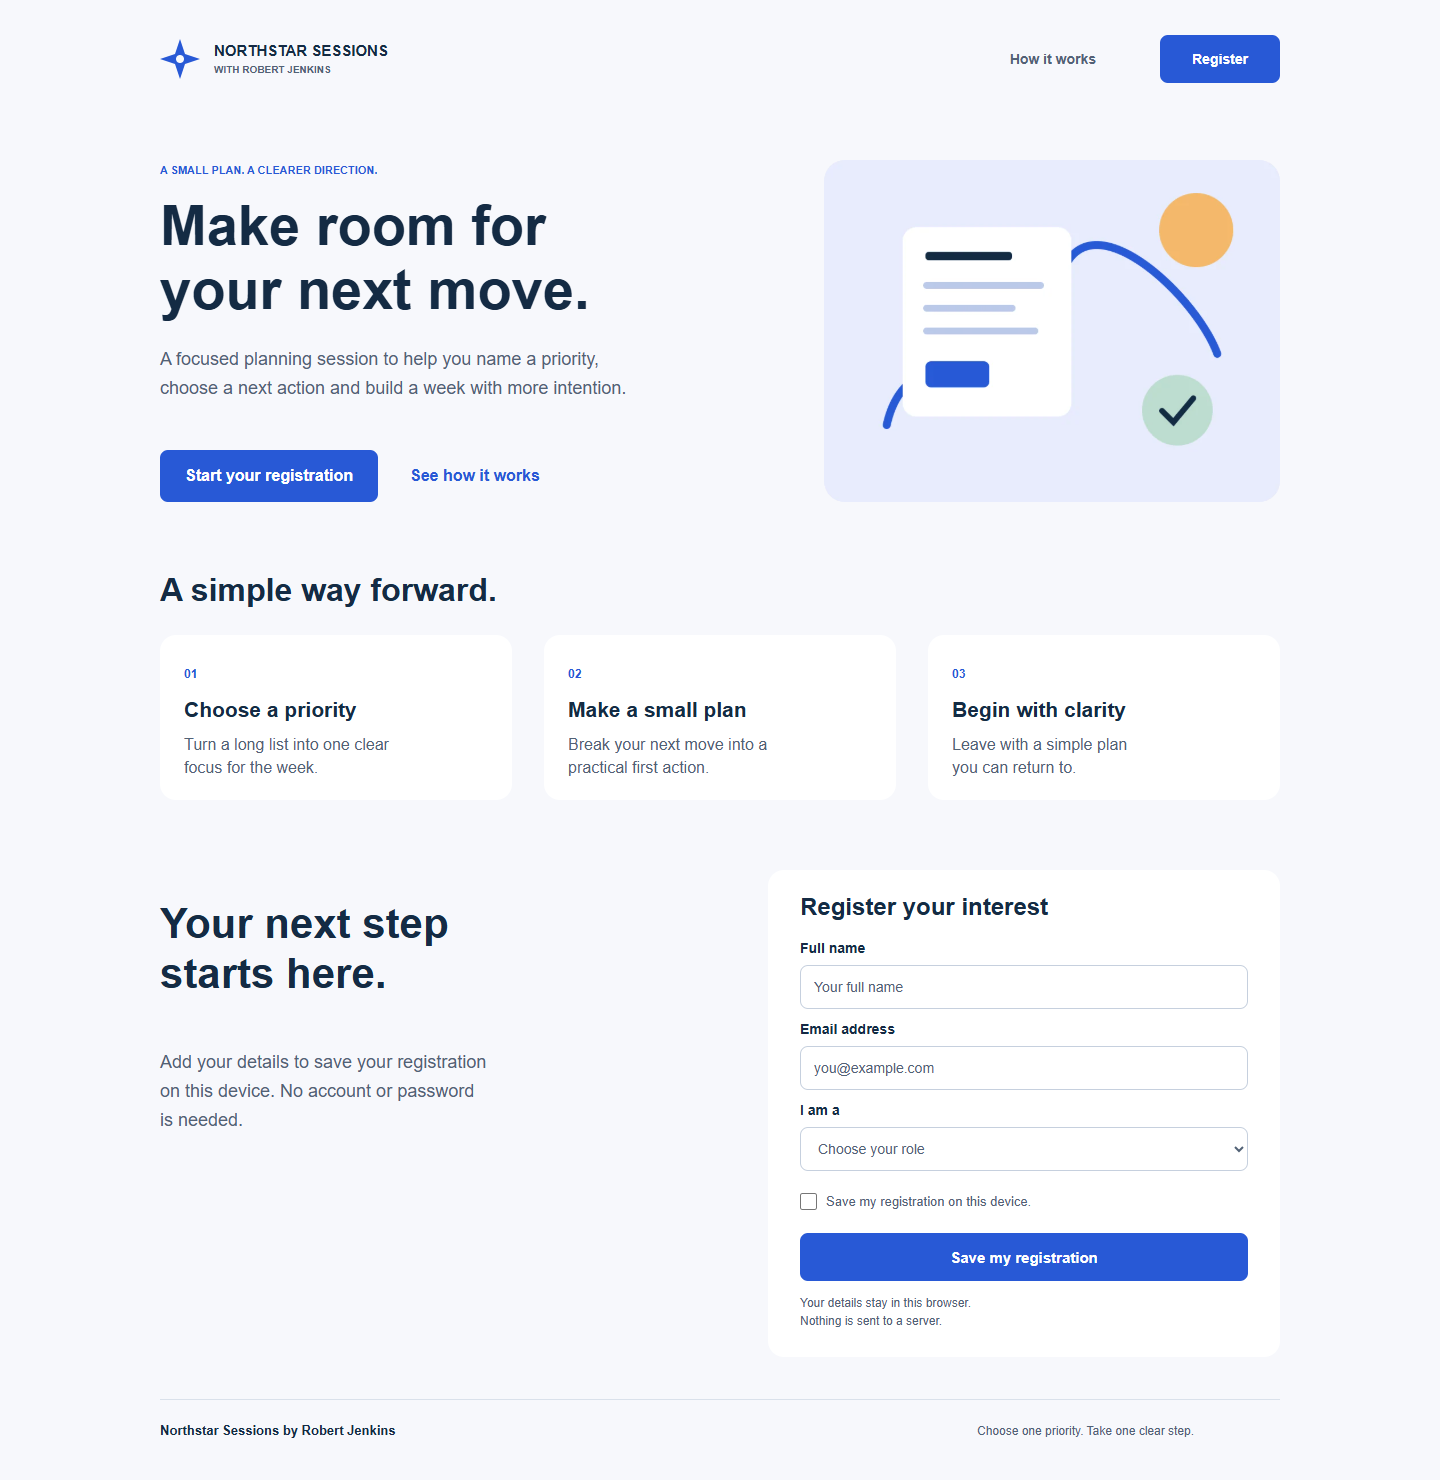 NORTHSTAR SESSIONS
WITH ROBERT JENKINS
How it works
Register
A SMALL PLAN. A CLEARER DIRECTION.
Make room for
your next move.
A focused planning session to help you name a priority,
choose a next action and build a week with more intention.
Start your registration
See how it works
A simple way forward.
01
Choose a priority
Turn a long list into one clear
focus for the week.
02
Make a small plan
Break your next move into a
practical first action.
03
Begin with clarity
Leave with a simple plan
you can return to.
Your next step
starts here.
Add your details to save your registration
on this device. No account or password
is needed.
Register your interest
Full name
Your full name
Email address
you@example.com
I am a
Choose your role
Save my registration on this device.
Save my registration
Your details stay in this browser.
Nothing is sent to a server.
Northstar Sessions by Robert Jenkins
Choose one priority. Take one clear step.